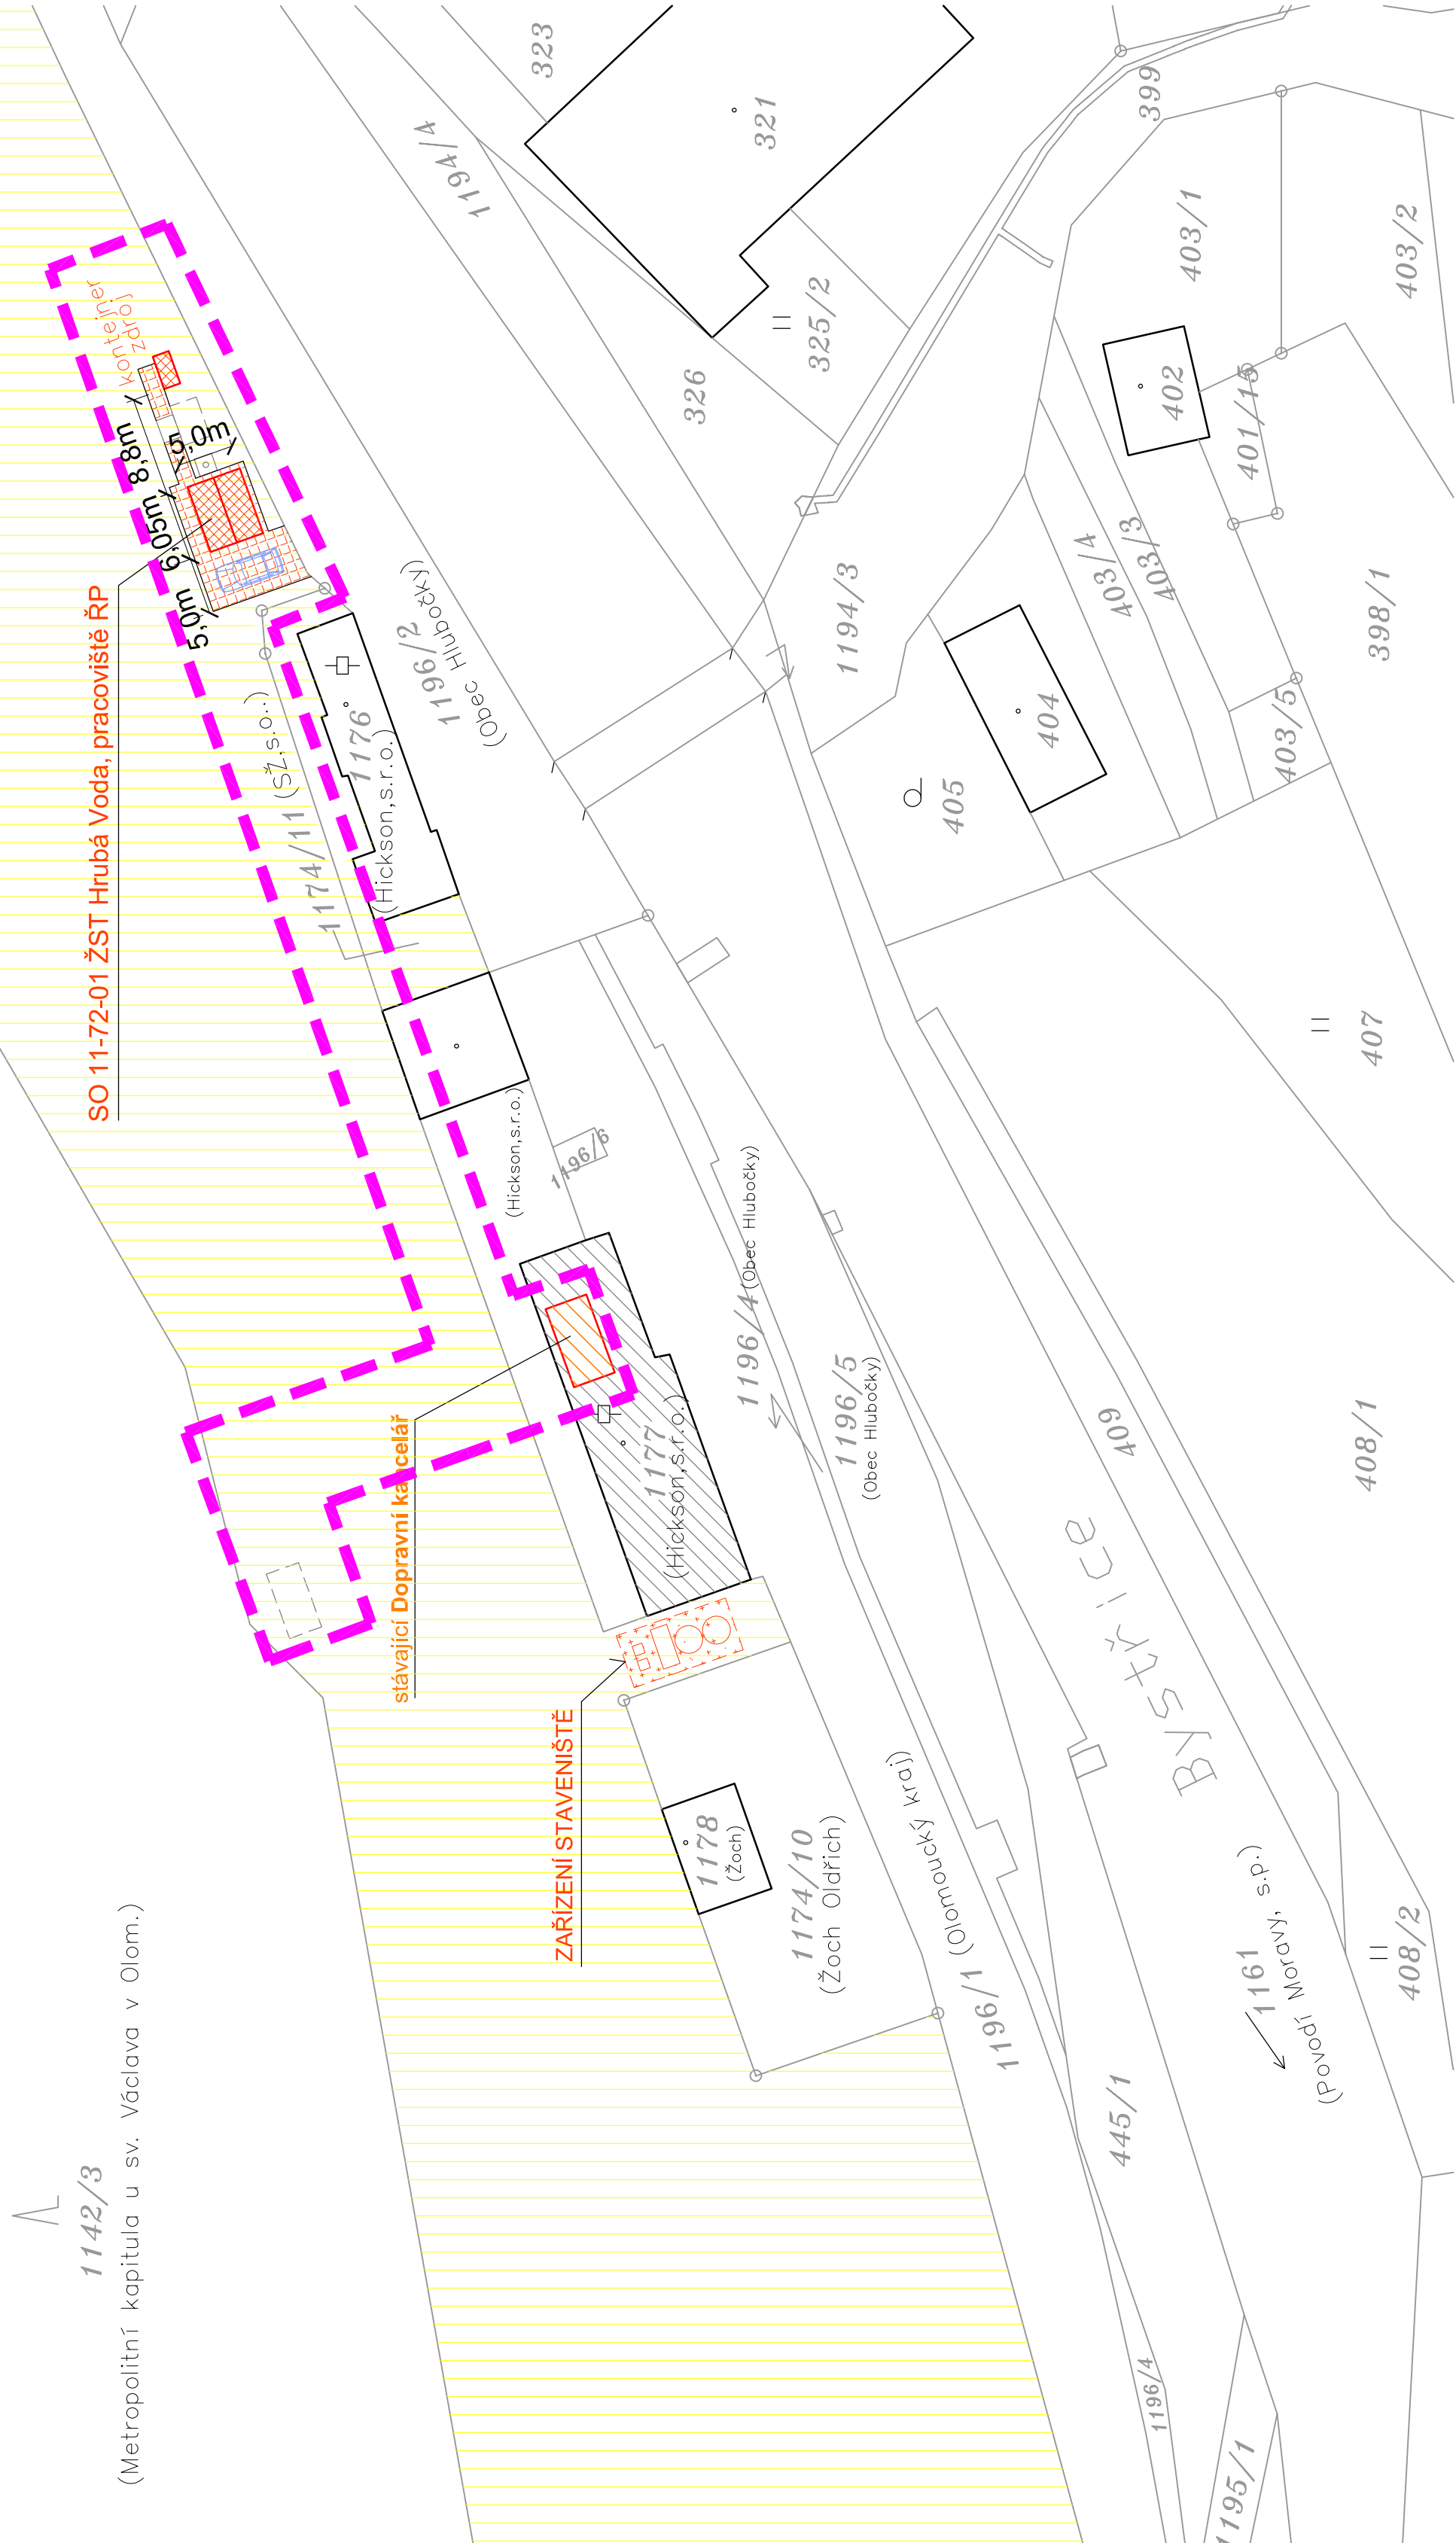 323
1194/4
321
399
403/1
403/2
kontejner
zdroj
325/2
326
402
401/15
8,8m
5,0m
6,05m
5,0m
SO 11-72-01 ŽST Hrubá Voda, pracoviště ŘP
1196/2
(Obec Hlubočky)
1194/3
403/4
403/3
398/1
1174/11 (SŽ,s.o.)
1176
(Hickson,s.r.o.)
404
403/5
405
407
(Hickson,s.r.o.)
1196/6
1196/4 (Obec Hlubočky)
1196/5
(Obec Hlubočky)
409
408/1
stávající Dopravní kancelář
1177
(Hickson,s.r.o.)
Bystřice
ZAŘÍZENÍ STAVENIŠTĚ
1178
(Žoch)
1174/10
(Žoch Oldřich)
1196/1 (Olomoucký kraj)
1161
(Povodí Moravy, s.p.)
408/2
1142/3
(Metropolitní kapitula u sv. Václava v Olom.)
445/1
1196/4
1195/1